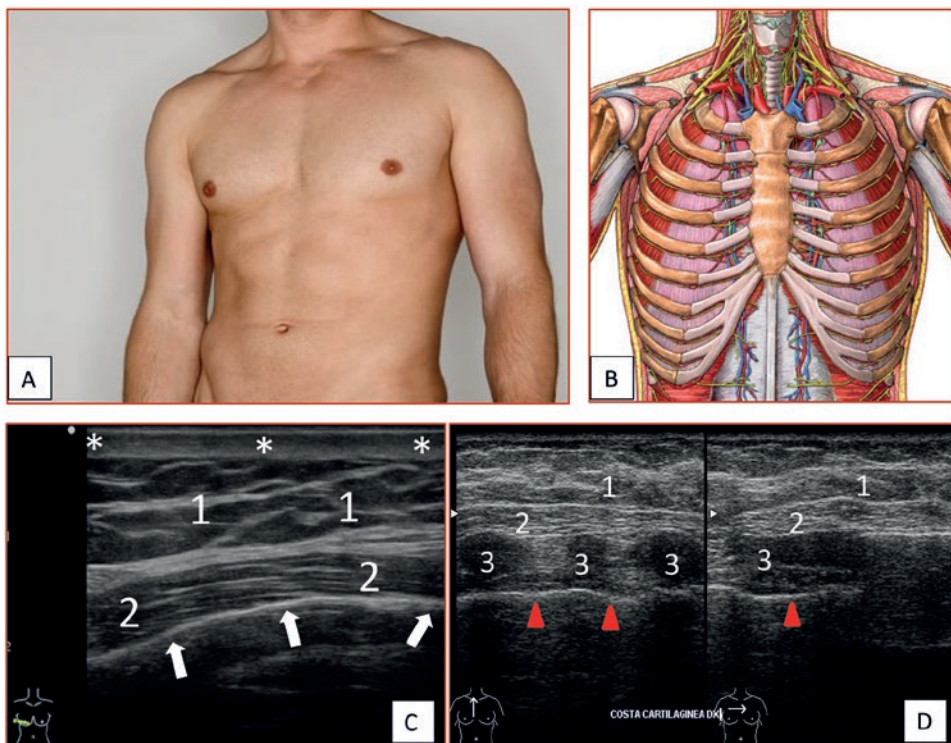 A
B
* * *
1 1
2 2
C
1 1
2 2
3 3 3 3
COSTA CARTILAGINEA DX
D